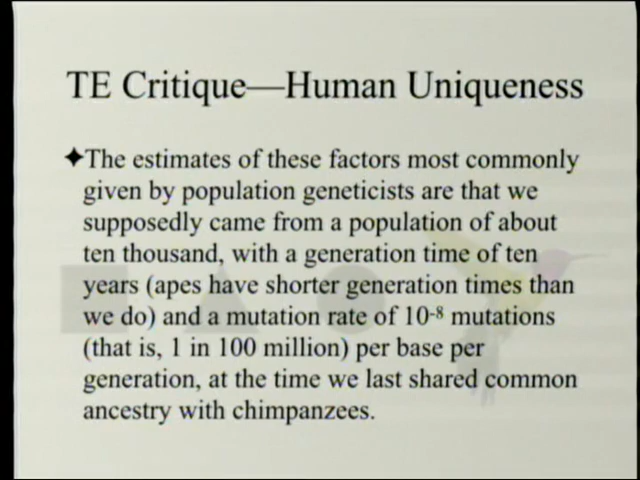 TE Critique—Human Uniqueness
✦The estimates of these factors most commonly
given by population geneticists are that we
supposedly came from a population of about
ten thousand, with a generation time of ten
years (apes have shorter generation times than
we do) and a mutation rate of 10⁻⁸ mutations
(that is, 1 in 100 million) per base per
generation, at the time we last shared common
ancestry with chimpanzees.